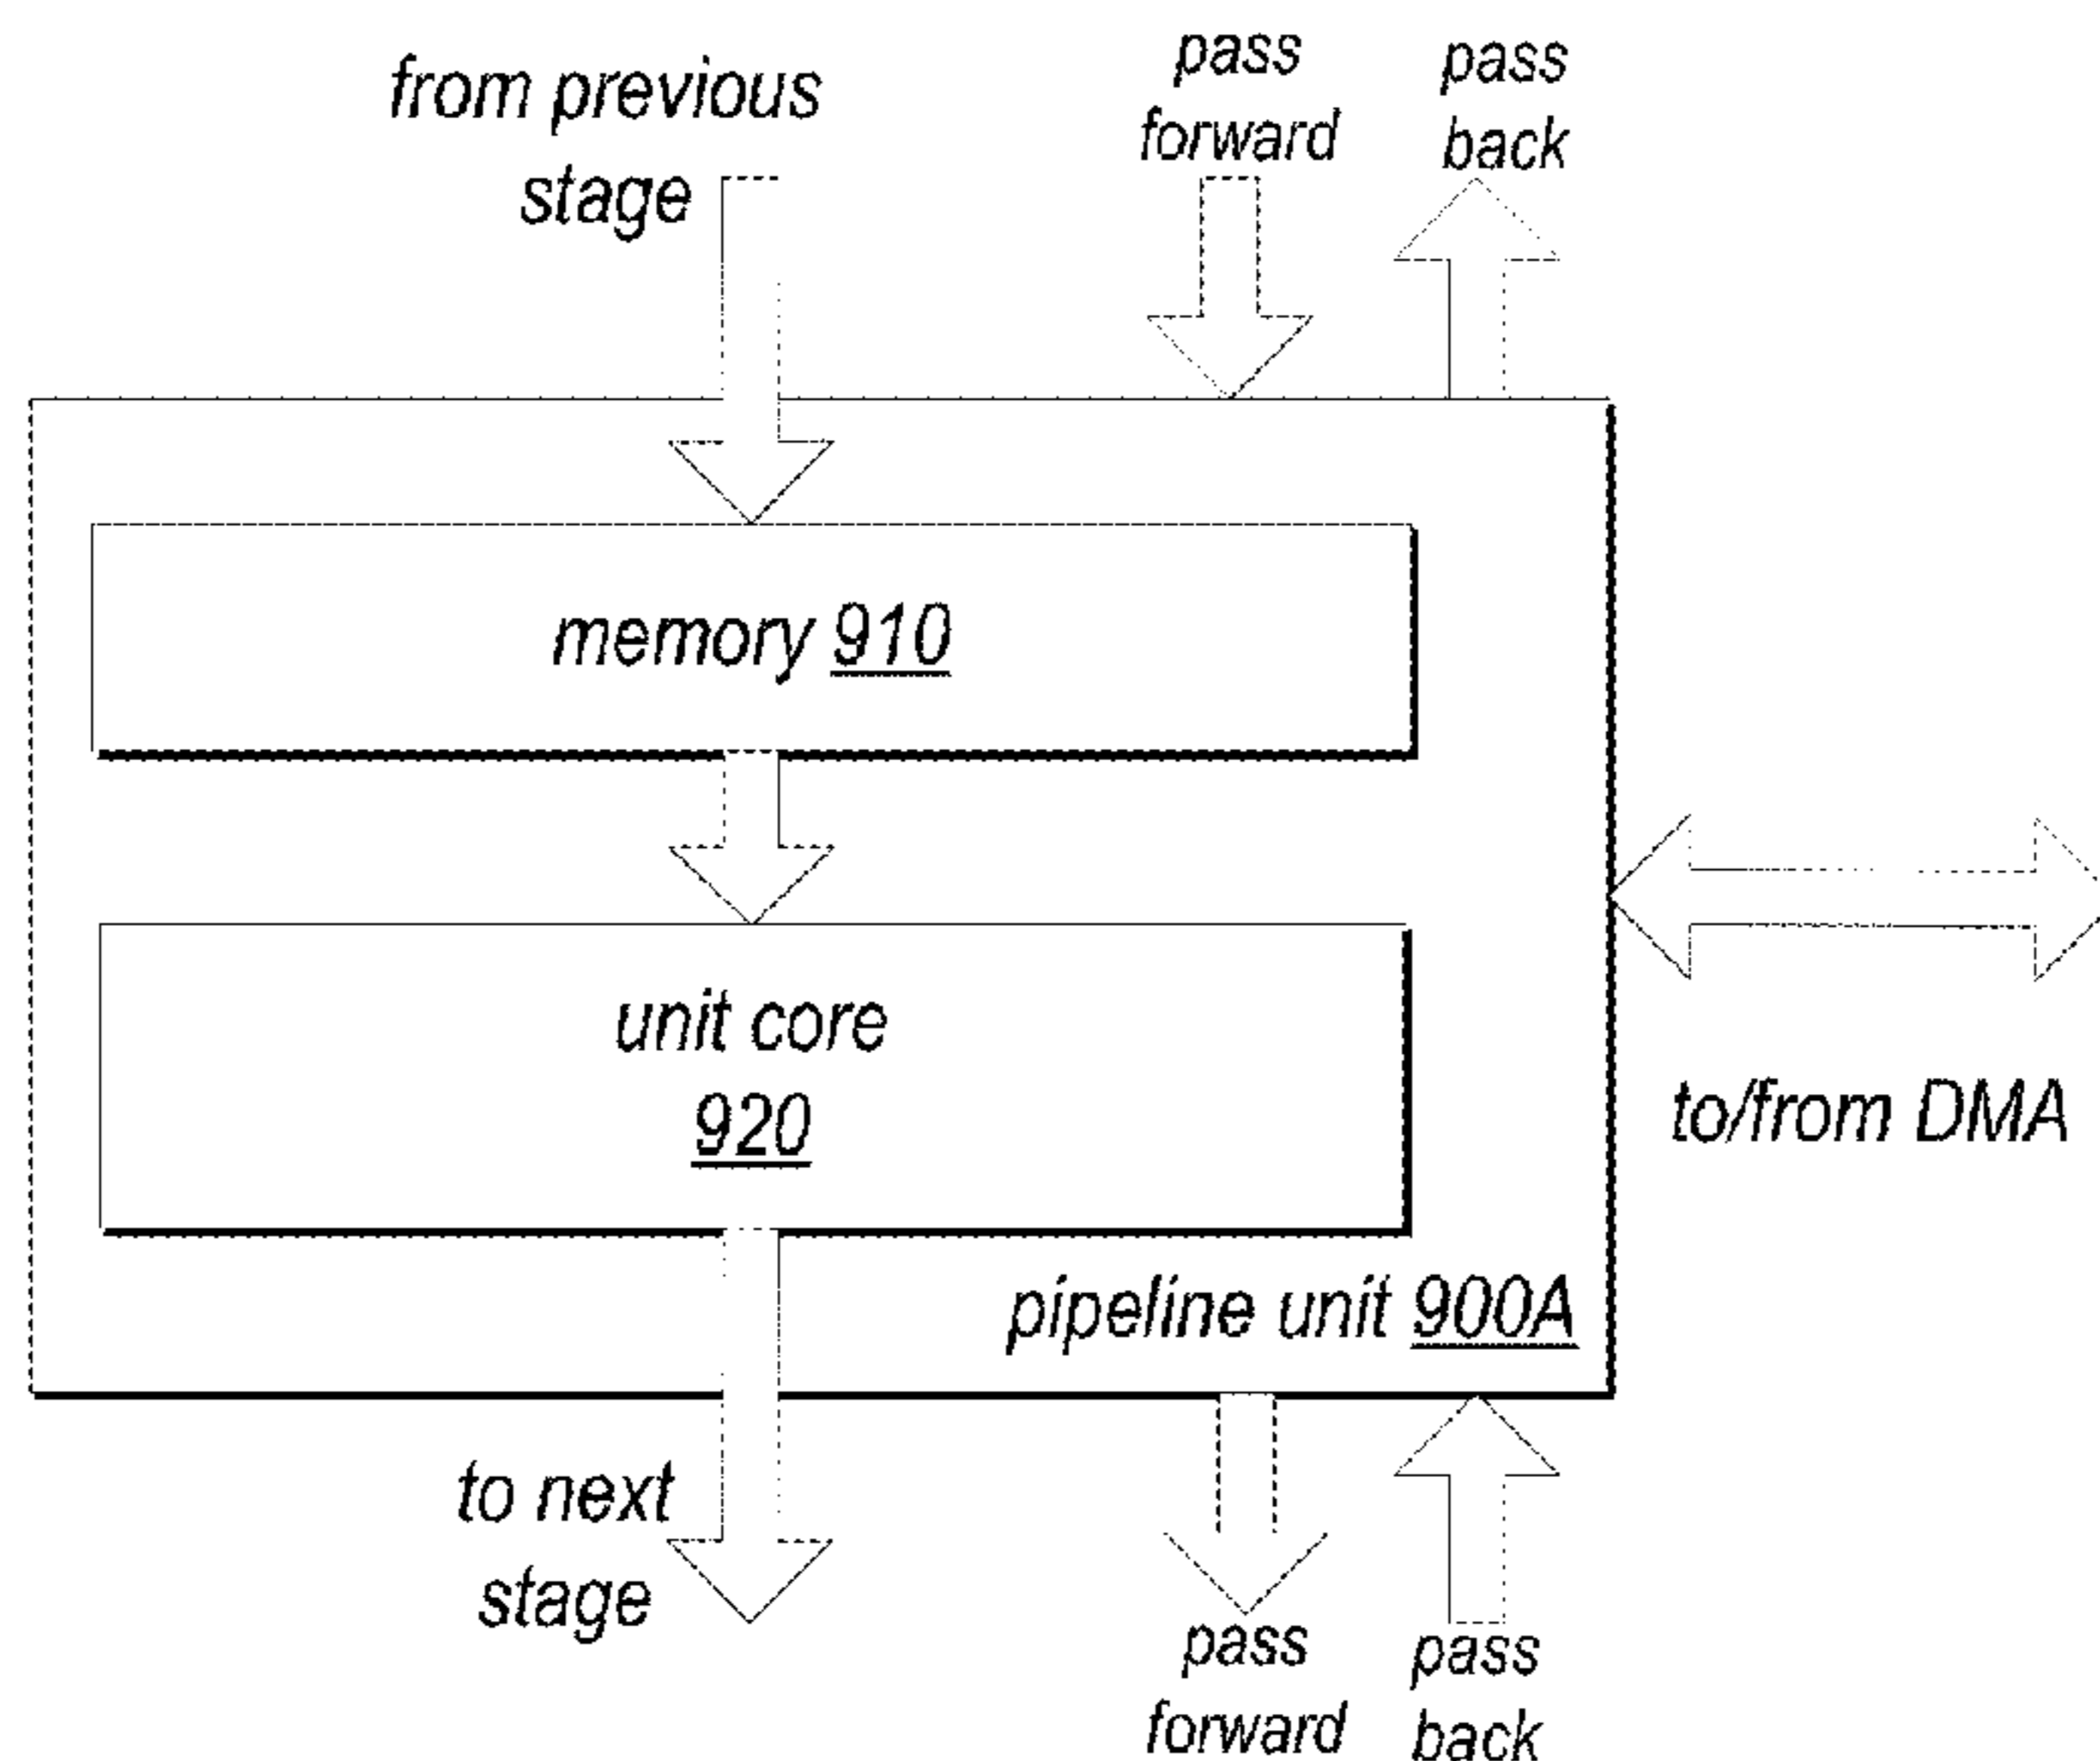 from previous
stage
pass
forward
pass
back
memory 910
unit core
920
to/from DMA
pipeline unit 900A
to next
stage
pass
forward
pass
back